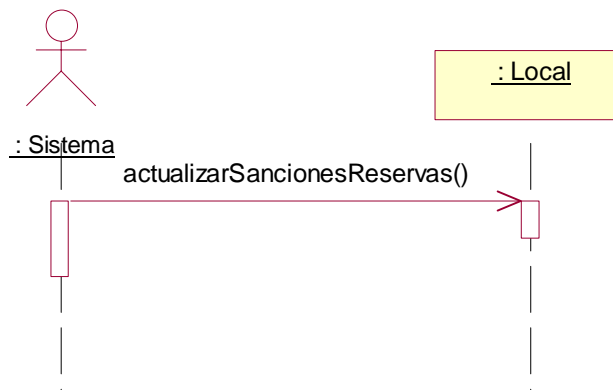 : Local
: Sistema
actualizarSancionesReservas()